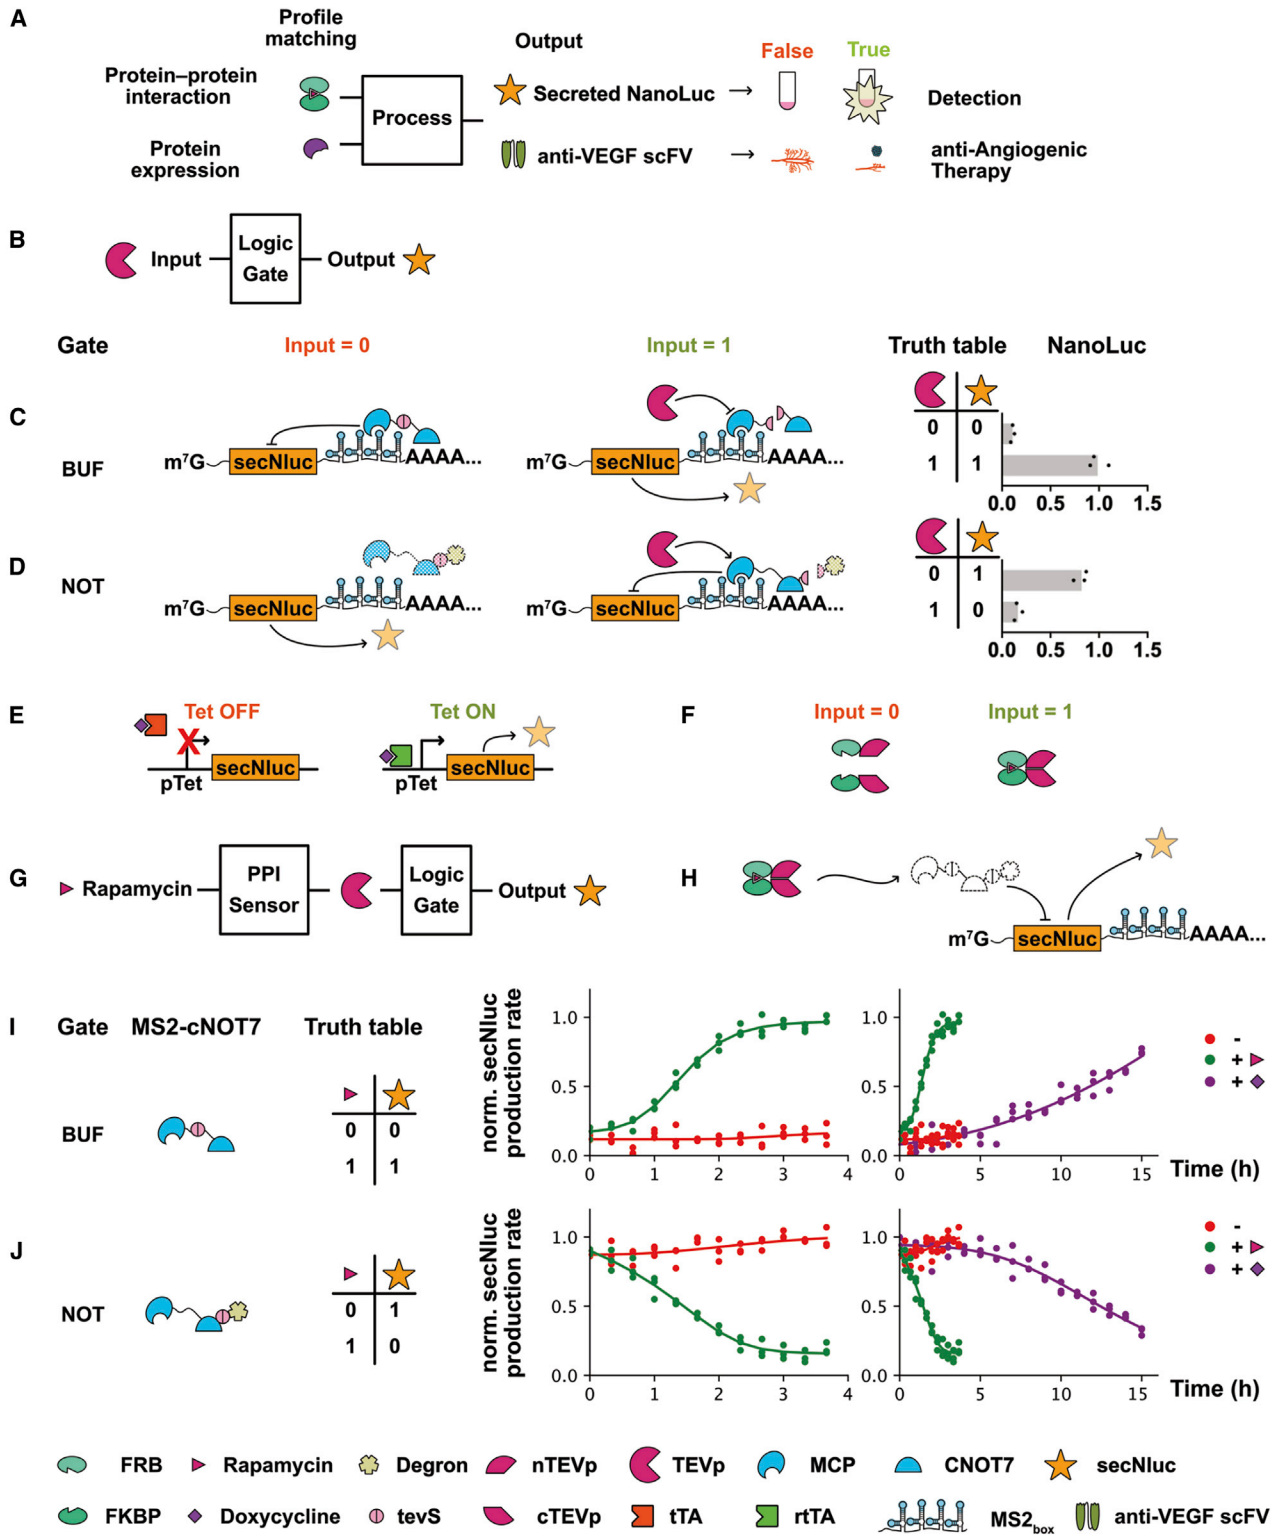 A
Profile
matching
Output
False
True
Protein–protein
interaction
Process
Secreted NanoLuc
Detection
Protein
expression
anti-VEGF scFV
anti-Angiogenic
Therapy
B
Input
Logic
Gate
Output
Gate
Input = 0
Input = 1
Truth table
NanoLuc
C
BUF
m7G
secNluc
AAAA...
m7G
secNluc
AAAA...
0 0
1 1
0.0 0.5 1.0 1.5
D
NOT
m7G
secNluc
AAAA...
m7G
secNluc
AAAA...
0 1
1 0
0.0 0.5 1.0 1.5
E
Tet OFF
X
secNluc
pTet
Tet ON
secNluc
pTet
F
Input = 0
Input = 1
G
Rapamycin
PPI
Sensor
Logic
Gate
Output
H
m7G
secNluc
AAAA...
I
Gate
MS2-cNOT7
Truth table
BUF
0 0
1 1
norm. secNluc
production rate
1.0
0.5
0.0
0 1 2 3 4
1.0
0.5
0.0
0 5 10 15
Time (h)
-
+
+
J
NOT
0 1
1 0
norm. secNluc
production rate
1.0
0.5
0.0
0 1 2 3 4
1.0
0.5
0.0
0 5 10 15
Time (h)
-
+
+
FRB
Rapamycin
Degron
nTEVp
TEVp
MCP
CNOT7
secNluc
FKBP
Doxycycline
tevS
cTEVp
tTA
rtTA
MS2box
anti-VEGF scFV